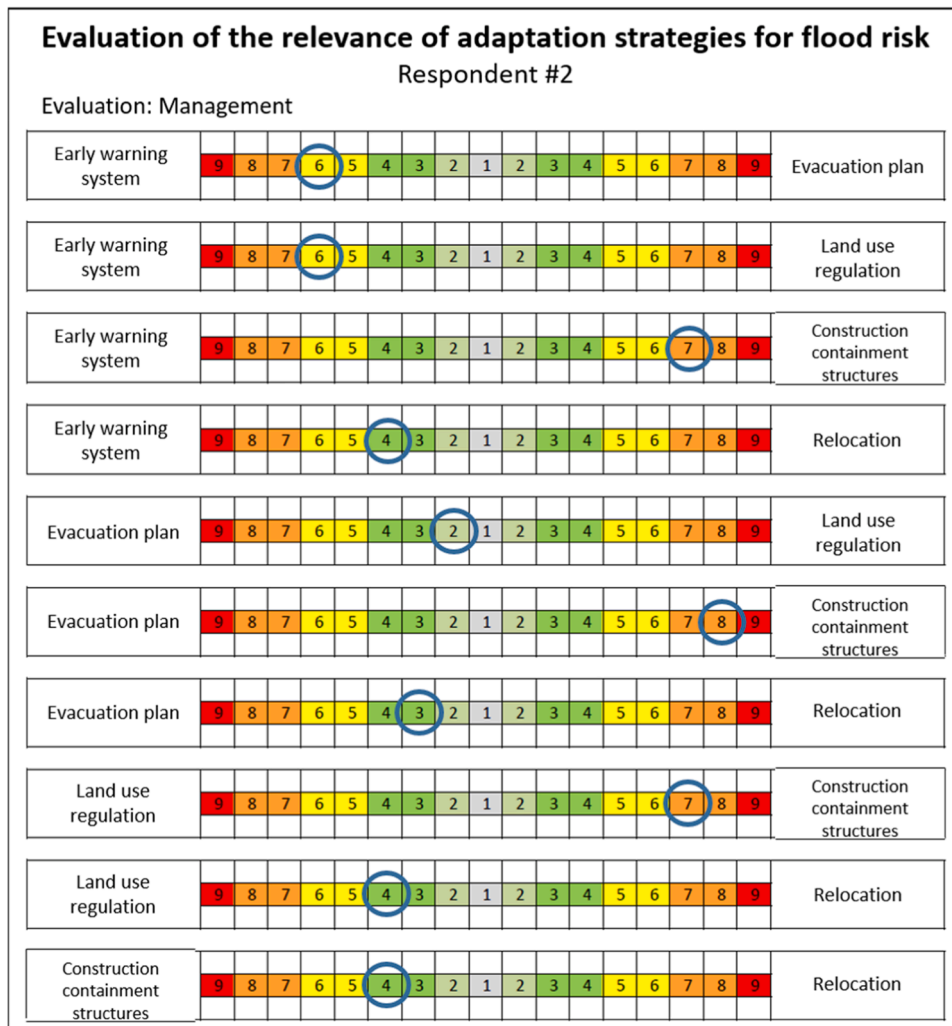 Evaluation of the relevance of adaptation strategies for flood risk
Respondent #2
Evaluation: Management
Early warning
system
9 8 7 6 5 4 3 2 1 2 3 4 5 6 7 8 9
Evacuation plan
Early warning
system
9 8 7 6 5 4 3 2 1 2 3 4 5 6 7 8 9
Land use
regulation
Early warning
system
9 8 7 6 5 4 3 2 1 2 3 4 5 6 7 8 9
Construction
containment
structures
Early warning
system
9 8 7 6 5 4 3 2 1 2 3 4 5 6 7 8 9
Relocation
Evacuation plan
9 8 7 6 5 4 3 2 1 2 3 4 5 6 7 8 9
Land use
regulation
Evacuation plan
9 8 7 6 5 4 3 2 1 2 3 4 5 6 7 8 9
Construction
containment
structures
Evacuation plan
9 8 7 6 5 4 3 2 1 2 3 4 5 6 7 8 9
Relocation
Land use
regulation
9 8 7 6 5 4 3 2 1 2 3 4 5 6 7 8 9
Construction
containment
structures
Land use
regulation
9 8 7 6 5 4 3 2 1 2 3 4 5 6 7 8 9
Relocation
Construction
containment
structures
9 8 7 6 5 4 3 2 1 2 3 4 5 6 7 8 9
Relocation